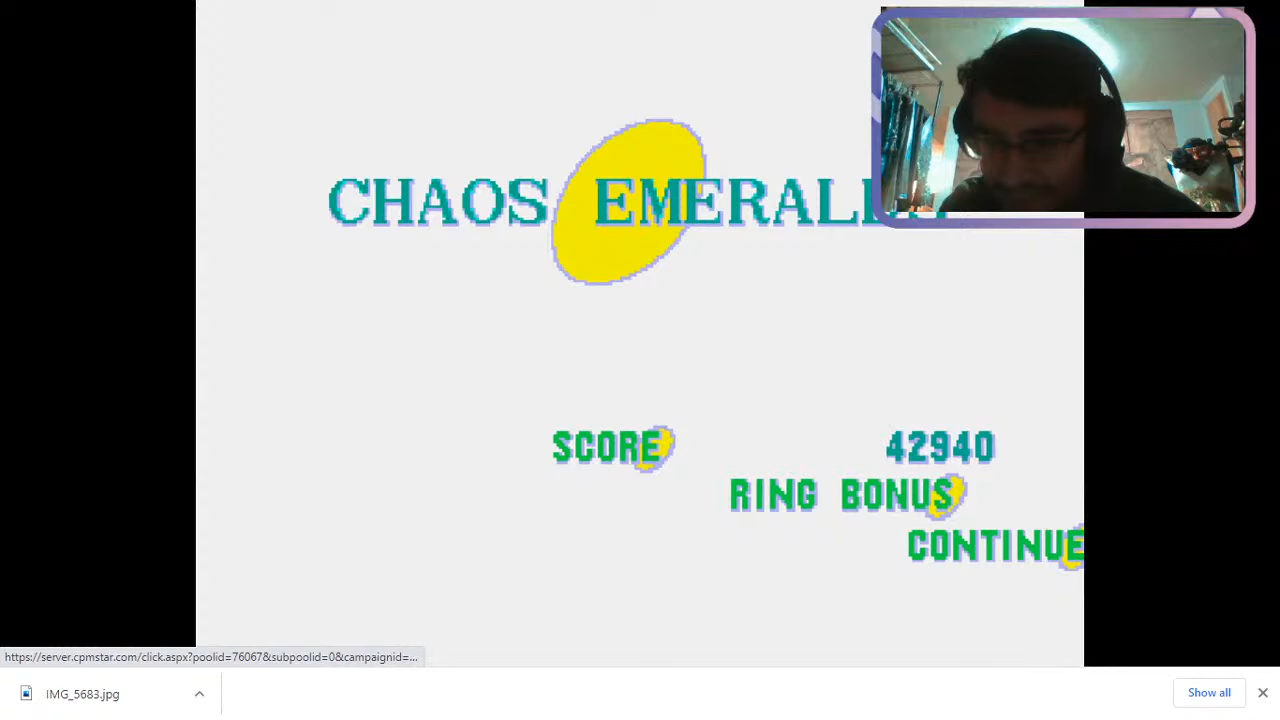 CHAOS EMERALDS
SCORE 42940
RING BONUS
CONTINUE
https://server.cpmstar.com/click.aspx?poolid=76067&subpoolid=0&campaignid=...
IMG_5683.jpg
Show all